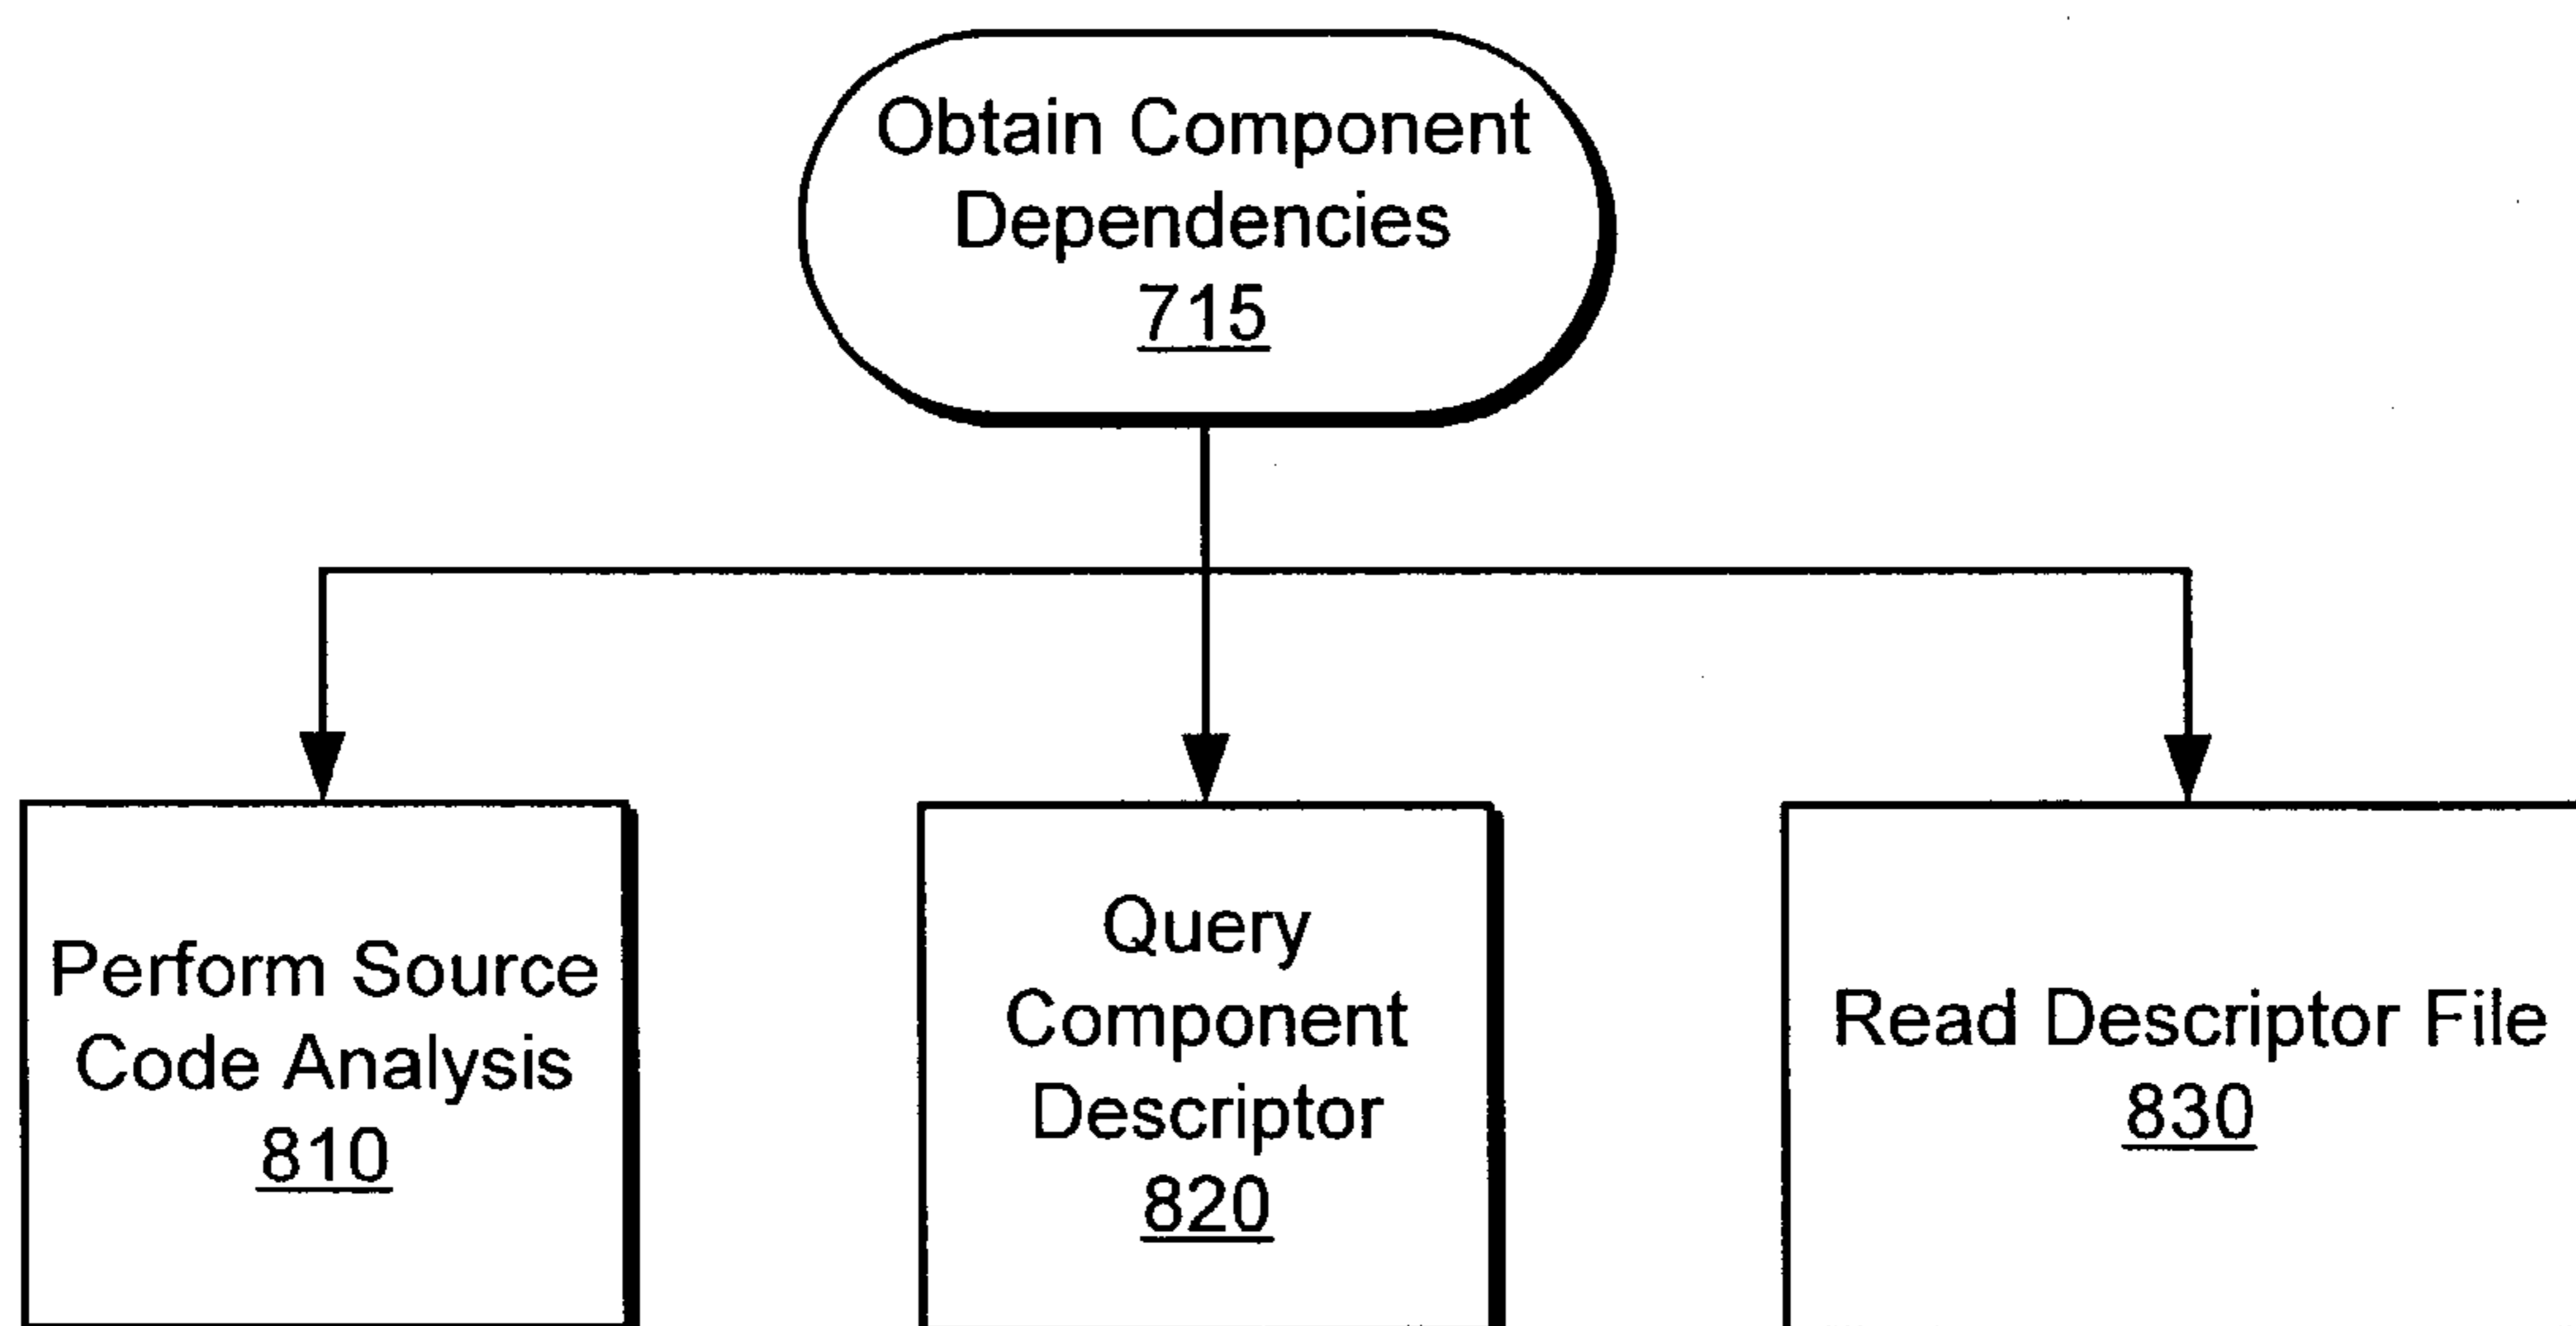 Obtain Component
Dependencies
715
Perform Source
Code Analysis
810
Query
Component
Descriptor
820
Read Descriptor File
830